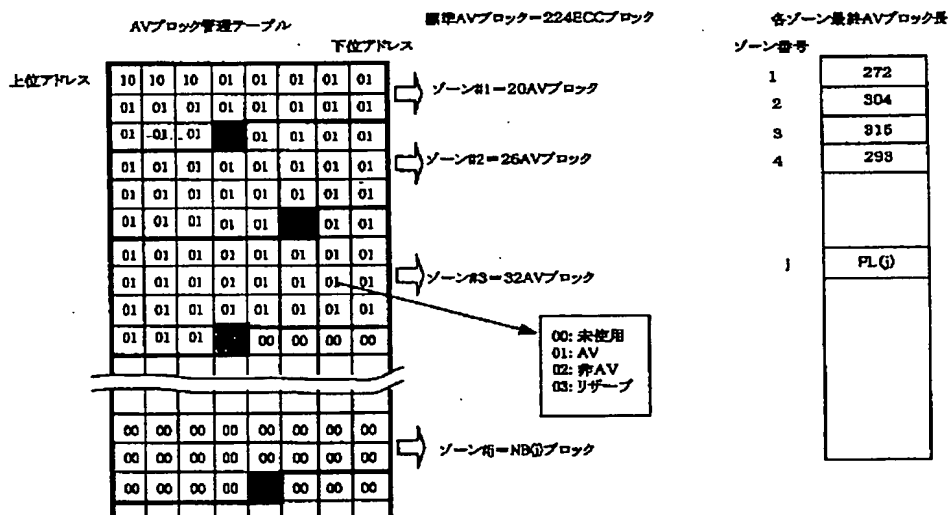 AVブロック管理テーブル
標準AVブロック＝224ECCブロック
各ゾーン最終AVブロック長
下位アドレス
上位アドレス
ゾーン番号
10 10 10 01 01 01 01 01
01 01 01 01 01 01 01 01
ゾーン#1＝20AVブロック
01 01 01 01 01 01 01
01 01 01 01 01 01 01 01
ゾーン#2＝26AVブロック
01 01 01 01 01 01 01 01
01 01 01 01 01 01 01
01 01 01 01 01 01 01 01
01 01 01 01 01 01 01 01
ゾーン#3＝32AVブロック
01 01 01 01 01 01 01 01
01 01 01 00 00 00 00
00: 未使用
01: AV
02: 非AV
03: リザーブ
00 00 00 00 00 00 00 00
00 00 00 00 00 00 00 00
ゾーン#j＝NB(j)ブロック
00 00 00 00 00 00 00
1 272
2 304
3 315
4 293
j PL(j)